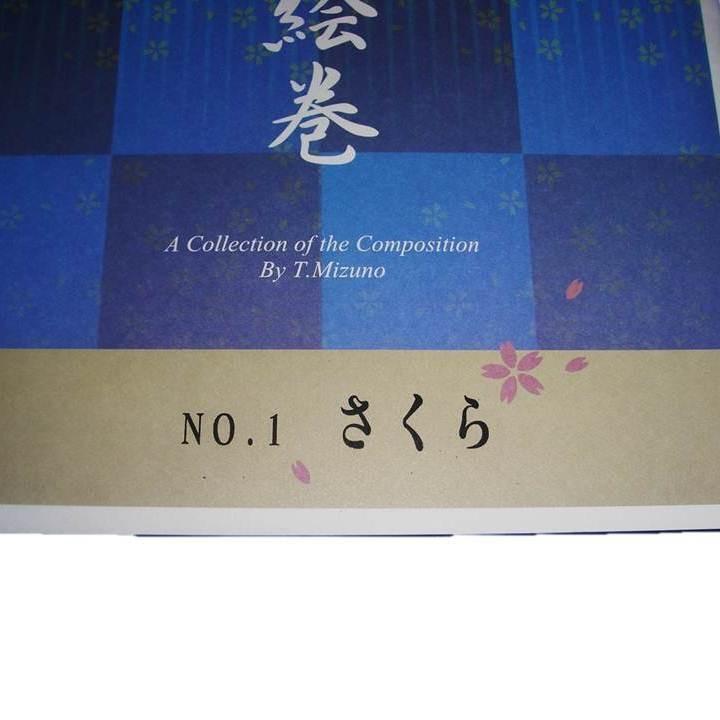 絵巻
A Collection of the Composition
By T.Mizuno
NO.1 さくら